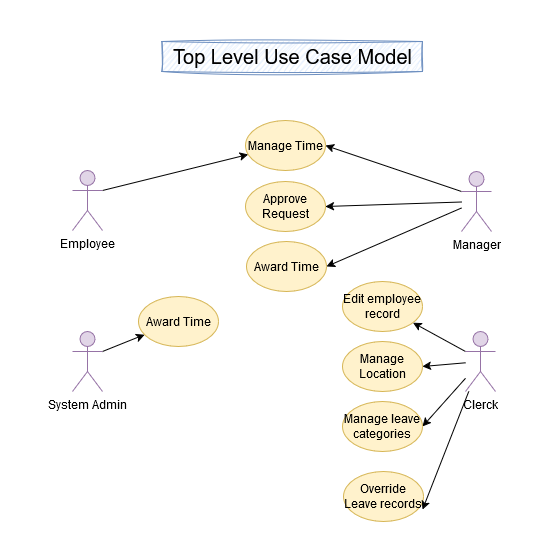 Top Level Use Case Model
Manage Time
Approve
Request
Employee
Manager
Award Time
Edit employee
record
Award Time
Manage
Location
System Admin
Clerck
Manage leave
categories
Override
Leave records